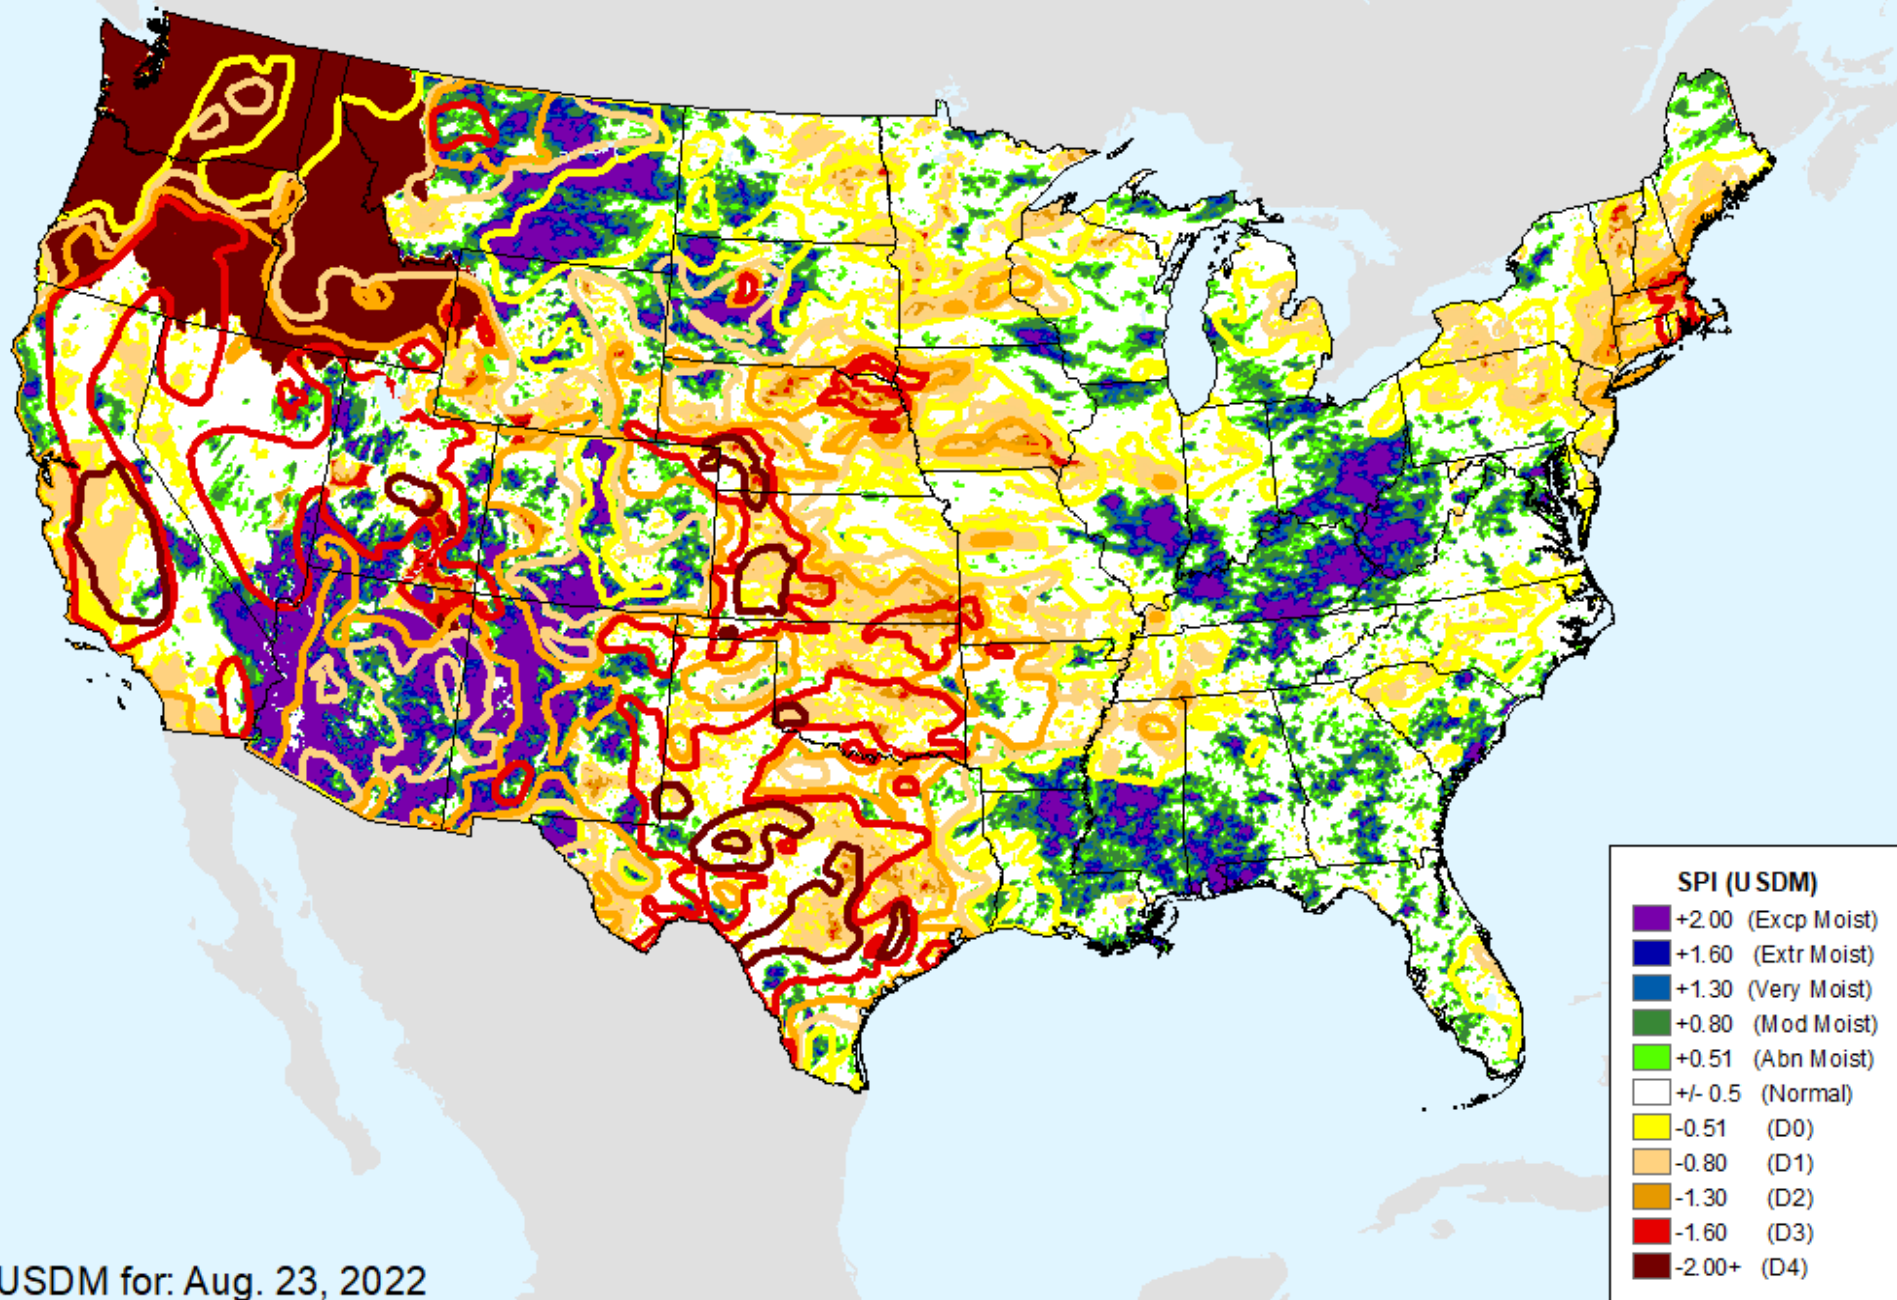 SPI (USDM)
+2.00 (Excp Moist)
+1.60 (Extr Moist)
+1.30 (Very Moist)
+0.80 (Mod Moist)
+0.51 (Abn Moist)
+/- 0.5 (Normal)
-0.51 (D0)
-0.80 (D1)
-1.30 (D2)
-1.60 (D3)
-2.00+ (D4)
USDM for: Aug. 23, 2022